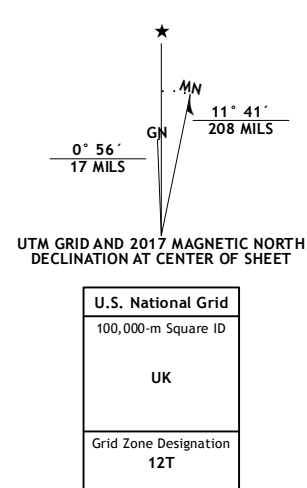 ★
MN
11° 41´
208 MILS
GN
0° 56´
17 MILS
UTM GRID AND 2017 MAGNETIC NORTH
DECLINATION AT CENTER OF SHEET
U.S. National Grid
100,000-m Square ID
UK
Grid Zone Designation
12T